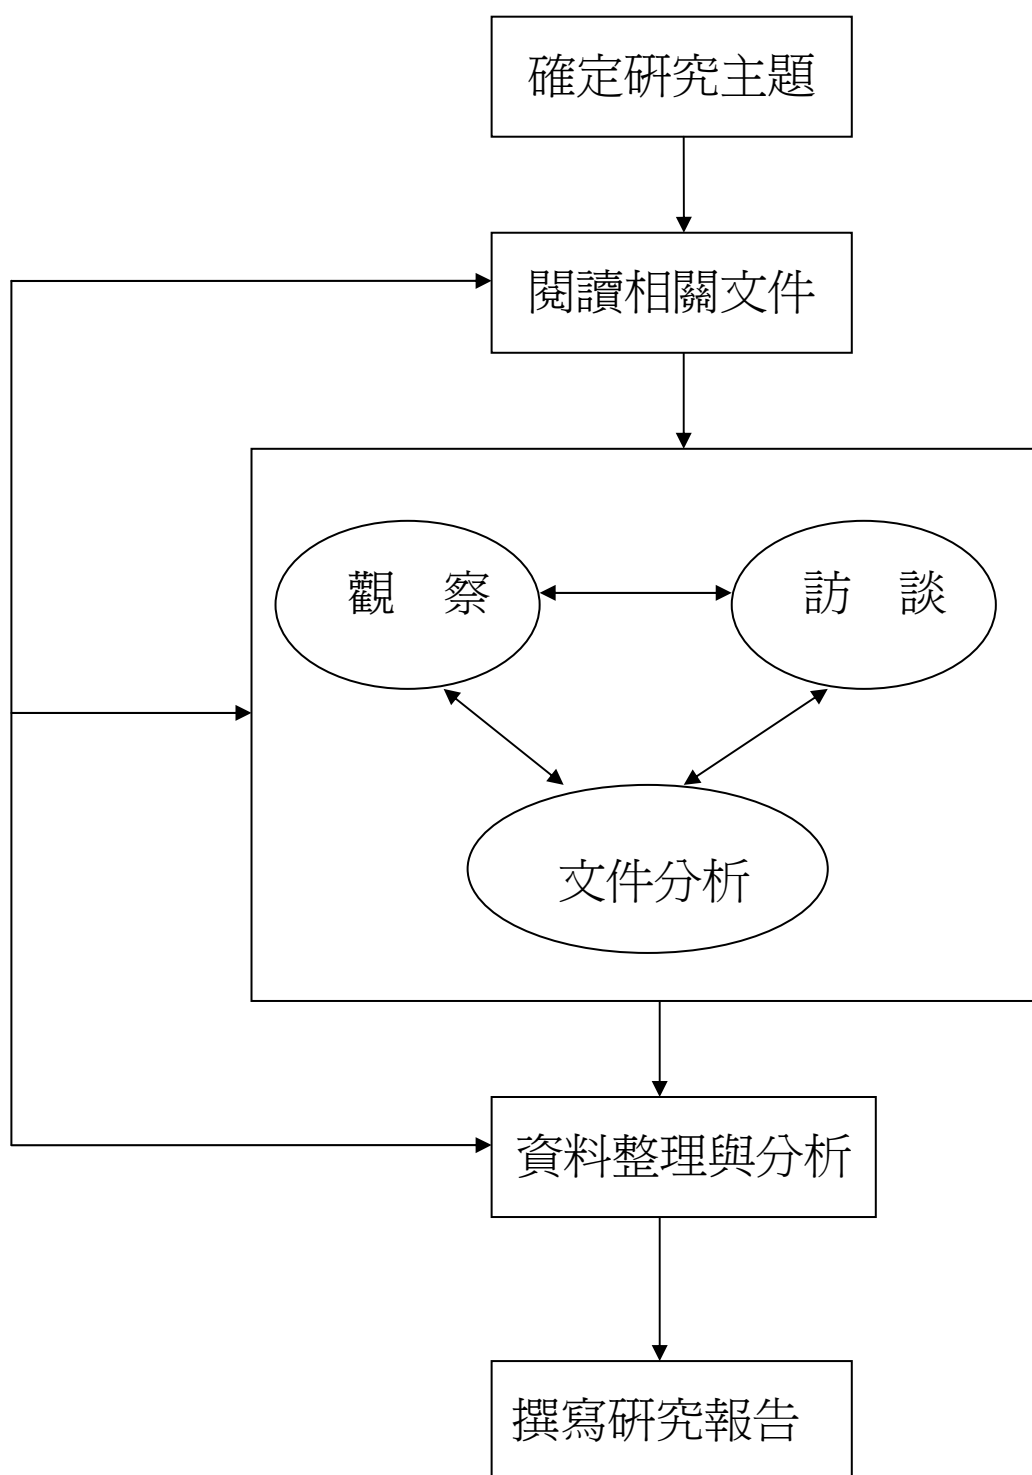 確定研究主題
閱讀相關文件
觀　察
訪　談
文件分析
資料整理與分析
撰寫研究報告